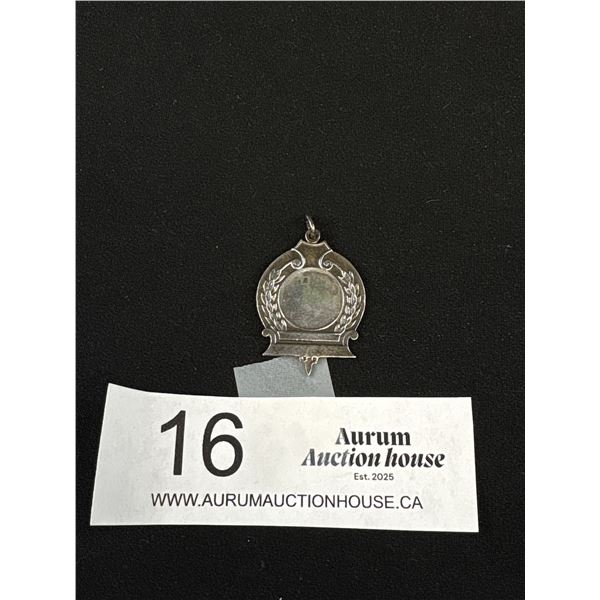 16
Aurum
Auction house
Est. 2025
WWW.AURUMAUCTIONHOUSE.CA